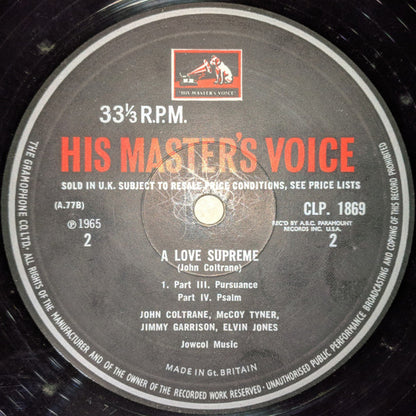 "HIS MASTER'S VOICE"
33⅓ R.P.M.
HIS MASTER'S VOICE
SOLD IN U.K. SUBJECT TO RESALE PRICE CONDITIONS, SEE PRICE LISTS
(A.77B)
CLP. 1869
℗ 1965
REC'D BY A.B.C. PARAMOUNT
RECORDS INC. U.S.A.
2
2
A LOVE SUPREME
(John Coltrane)
1. Part III. Pursuance
Part IV. Psalm
JOHN COLTRANE, McCOY TYNER,
JIMMY GARRISON, ELVIN JONES
Jowcol Music
MADE IN Gt. BRITAIN
THE GRAMOPHONE CO. LTD. · ALL RIGHTS OF THE MANUFACTURER AND OF THE OWNER OF THE RECORDED WORK RESERVED · UNAUTHORISED PUBLIC PERFORMANCE BROADCASTING AND COPYING OF THIS RECORD PROHIBITED